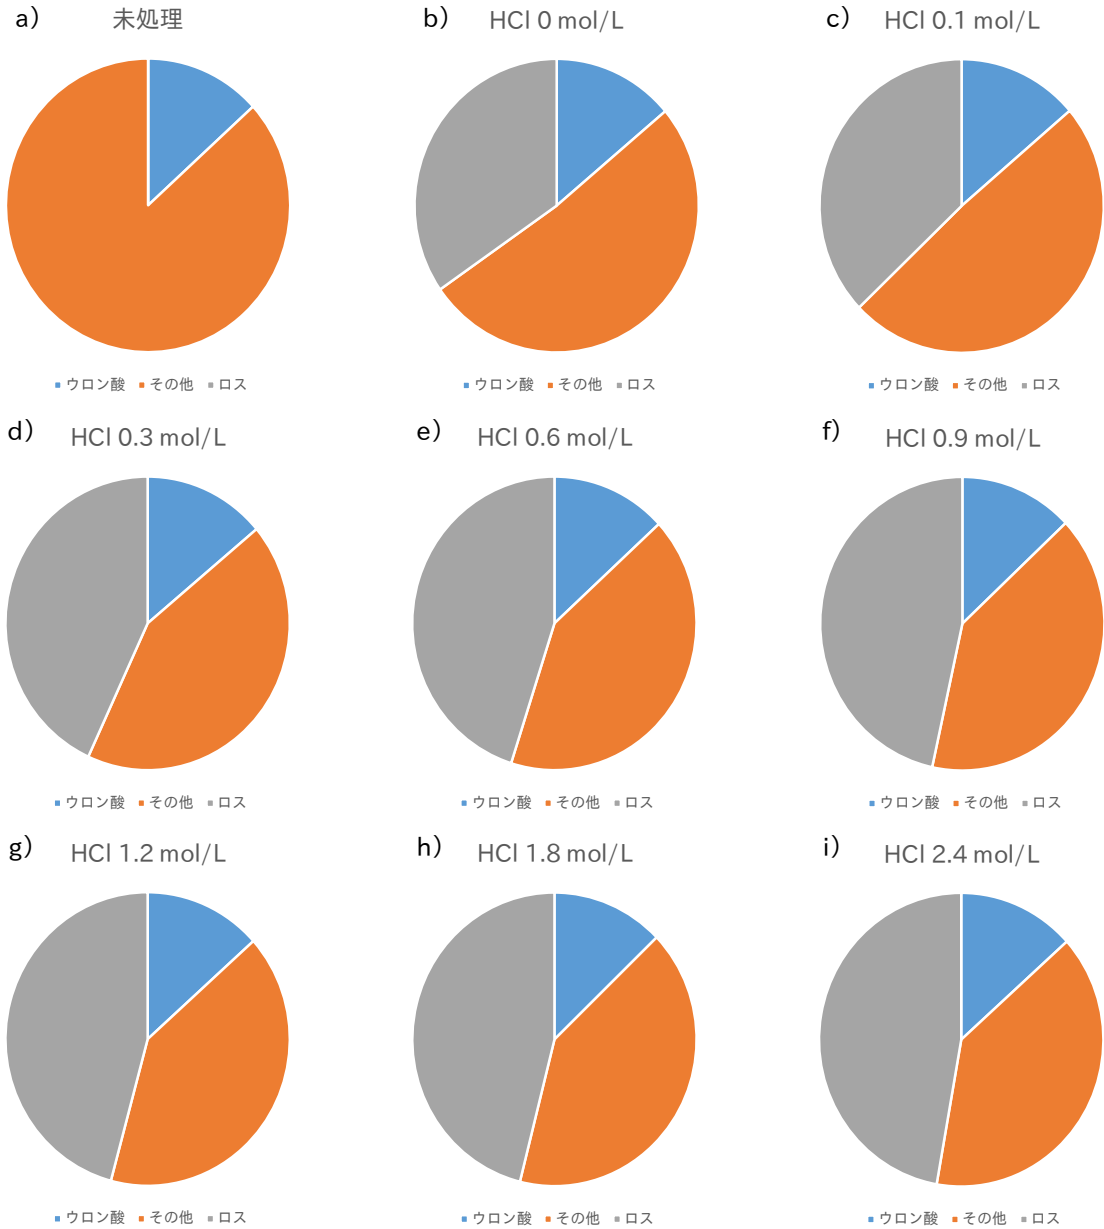 a) 未処理
b) HCl 0 mol/L
c) HCl 0.1 mol/L
ウロン酸 その他 ロス
ウロン酸 その他 ロス
ウロン酸 その他 ロス
d) HCl 0.3 mol/L
e) HCl 0.6 mol/L
f) HCl 0.9 mol/L
ウロン酸 その他 ロス
ウロン酸 その他 ロス
ウロン酸 その他 ロス
g) HCl 1.2 mol/L
h) HCl 1.8 mol/L
i) HCl 2.4 mol/L
ウロン酸 その他 ロス
ウロン酸 その他 ロス
ウロン酸 その他 ロス